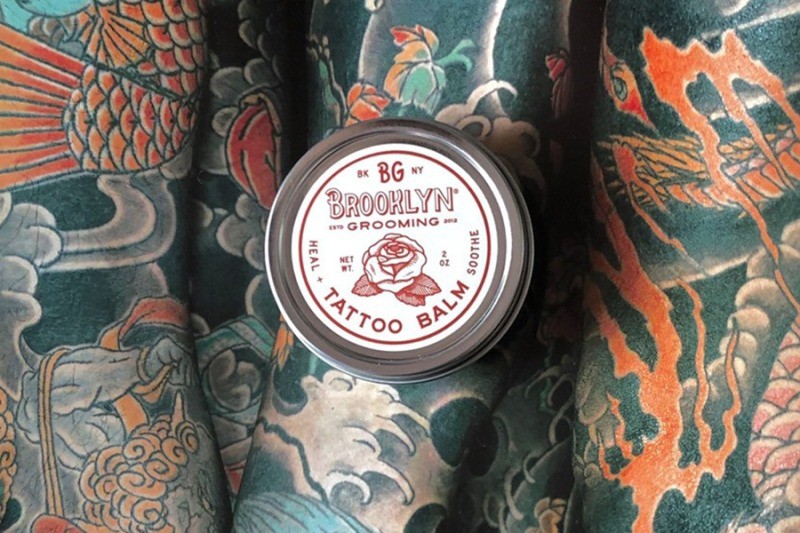 BK BG NY
BROOKLYN®
ESTD GROOMING 2012
NET WT.
2 OZ
HEAL + TATTOO BALM SOOTHE